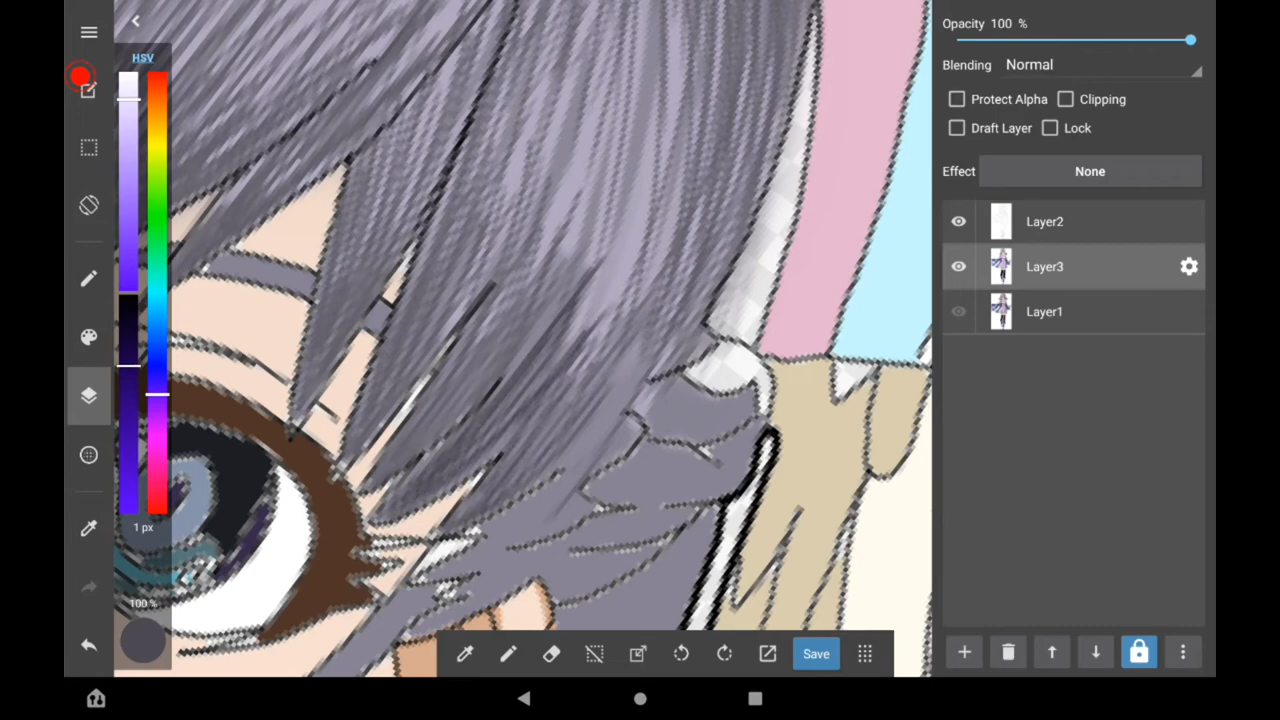 HSV
1 px
100 %
Opacity 100 %
Blending Normal
Protect Alpha Clipping
Draft Layer Lock
Effect None
Layer2
Layer3
Layer1
Save